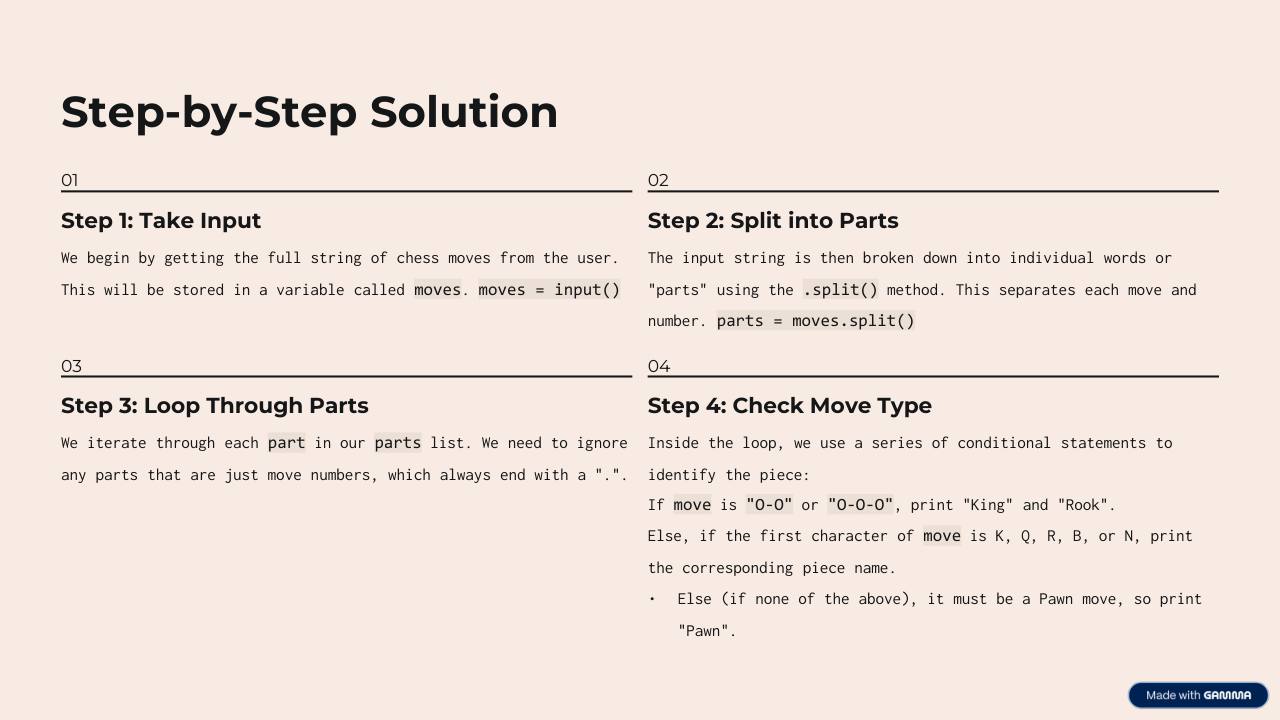 Step-by-Step Solution
01
Step 1: Take Input
We begin by getting the full string of chess moves from the user.
This will be stored in a variable called moves. moves = input()
02
Step 2: Split into Parts
The input string is then broken down into individual words or
"parts" using the .split() method. This separates each move and
number. parts = moves.split()
03
Step 3: Loop Through Parts
We iterate through each part in our parts list. We need to ignore
any parts that are just move numbers, which always end with a ".".
04
Step 4: Check Move Type
Inside the loop, we use a series of conditional statements to
identify the piece:
If move is "O-O" or "O-O-O", print "King" and "Rook".
Else, if the first character of move is K, Q, R, B, or N, print
the corresponding piece name.
• Else (if none of the above), it must be a Pawn move, so print
"Pawn".
Made with GAMMA